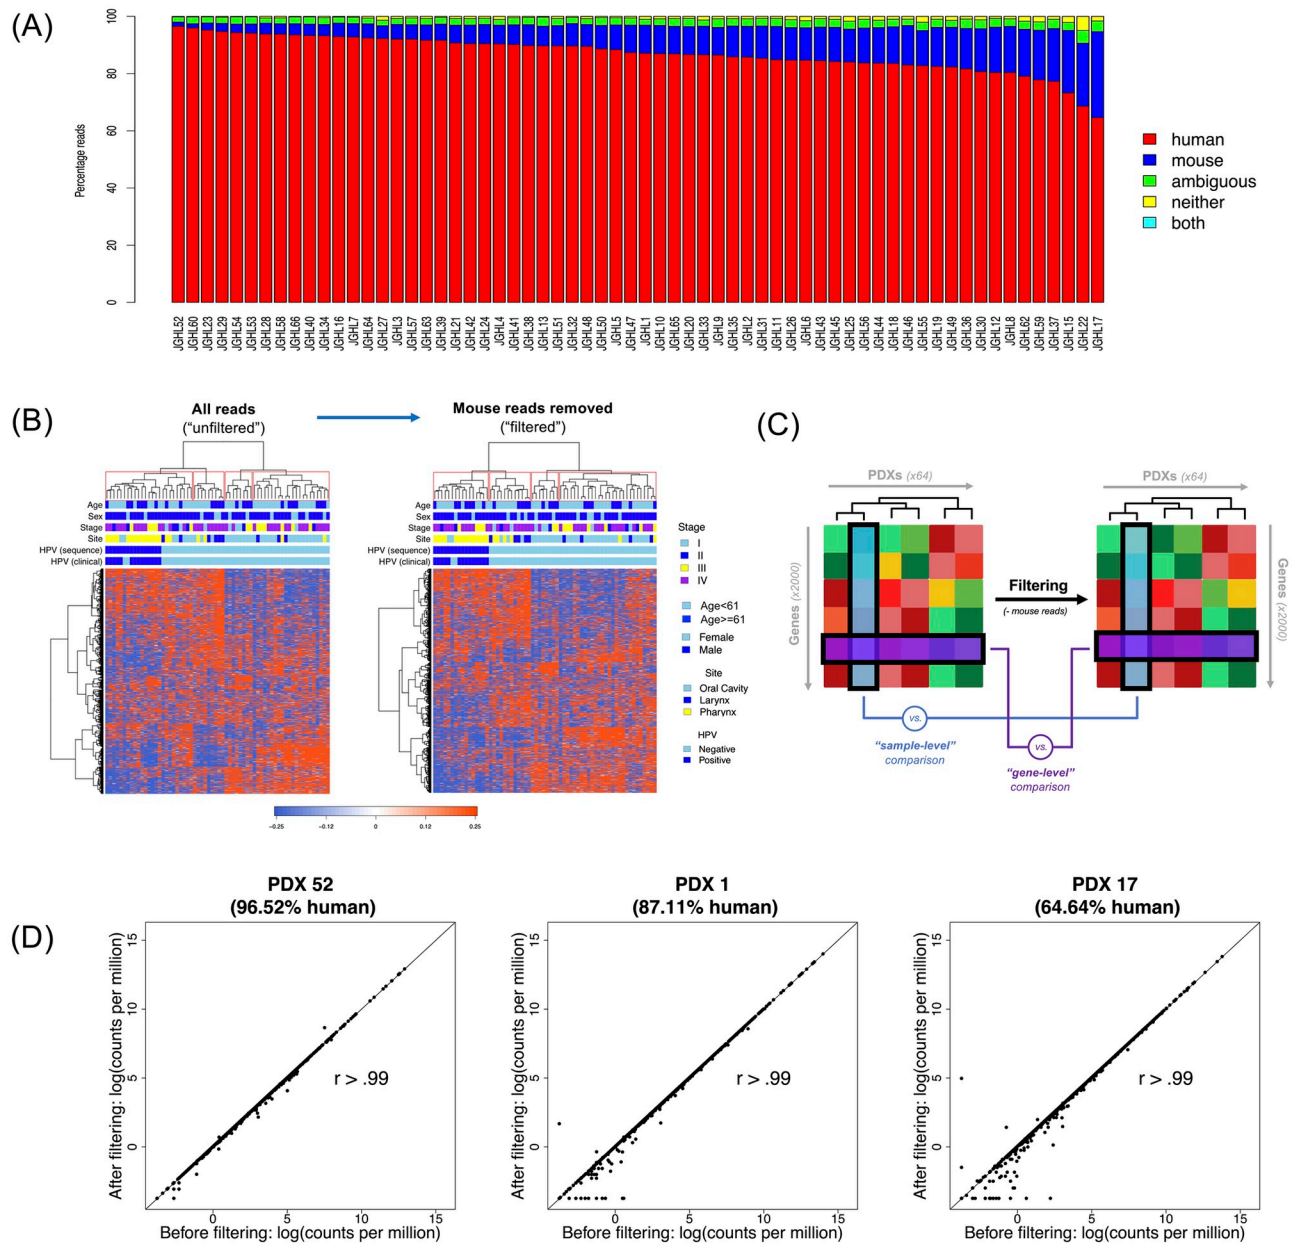 (A)
Percentage reads
100
80
60
40
20
0
JGHL52
JGHL60
JGHL23
JGHL29
JGHL54
JGHL53
JGHL28
JGHL58
JGHL66
JGHL40
JGHL34
JGHL16
JGHL7
JGHL64
JGHL27
JGHL3
JGHL57
JGHL63
JGHL39
JGHL21
JGHL42
JGHL24
JGHL4
JGHL41
JGHL38
JGHL13
JGHL51
JGHL32
JGHL48
JGHL50
JGHL5
JGHL47
JGHL1
JGHL10
JGHL65
JGHL20
JGHL33
JGHL9
JGHL35
JGHL2
JGHL31
JGHL11
JGHL26
JGHL6
JGHL43
JGHL45
JGHL25
JGHL56
JGHL44
JGHL18
JGHL46
JGHL55
JGHL19
JGHL49
JGHL36
JGHL30
JGHL12
JGHL8
JGHL62
JGHL59
JGHL37
JGHL15
JGHL22
JGHL17
human
mouse
ambiguous
neither
both
(B)
All reads
("unfiltered")
Mouse reads removed
("filtered")
Age
Sex
Stage
Site
HPV (sequence)
HPV (clinical)
Age
Sex
Stage
Site
HPV (sequence)
HPV (clinical)
Stage
I
II
III
IV
Age<61
Age>=61
Female
Male
Site
Oral Cavity
Larynx
Pharynx
HPV
Negative
Positive
-0.25
-0.12
0
0.12
0.25
(C)
PDXs (x64)
PDXs (x64)
Genes (x2000)
Genes (x2000)
Filtering
(- mouse reads)
vs.
"sample-level"
comparison
vs.
"gene-level"
comparison
(D)
PDX 52
(96.52% human)
After filtering: log(counts per million)
15
10
5
0
r > .99
0 5 10 15
Before filtering: log(counts per million)
PDX 1
(87.11% human)
After filtering: log(counts per million)
15
10
5
0
r > .99
0 5 10 15
Before filtering: log(counts per million)
PDX 17
(64.64% human)
After filtering: log(counts per million)
15
10
5
0
r > .99
0 5 10 15
Before filtering: log(counts per million)